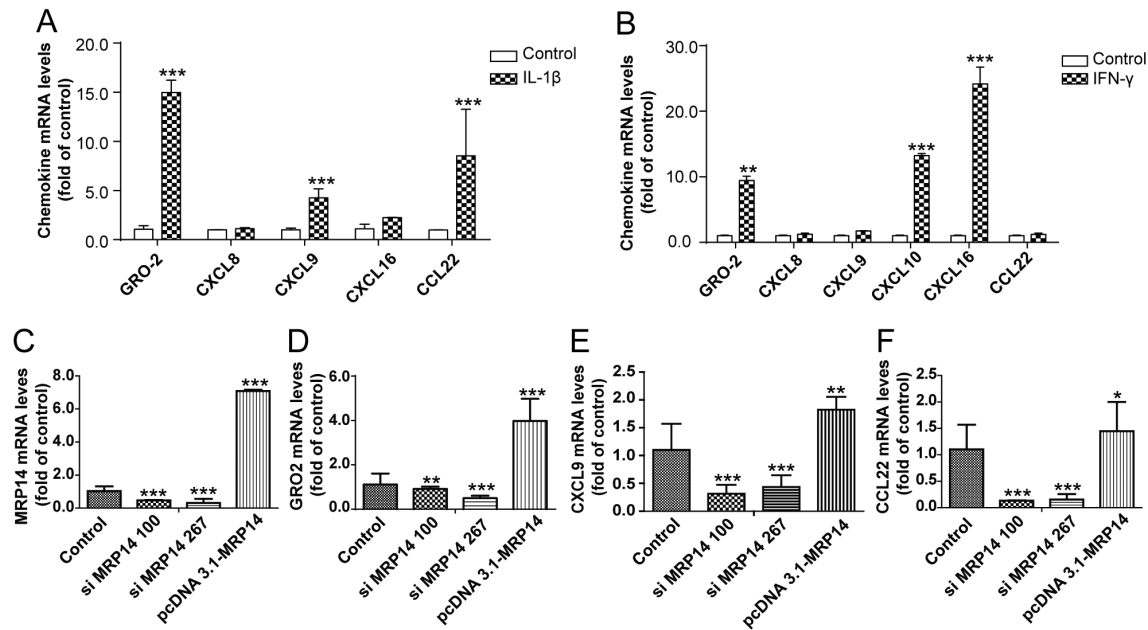 A
Chemokine mRNA levels
(fold of control)
20.0
15.0
10.0
5.0
0.0
***
***
***
Control
IL-1β
GRO-2
CXCL8
CXCL9
CXCL16
CCL22
B
Chemokine mRNA levels
(fold of control)
30.0
20.0
10.0
0.0
**
***
***
Control
IFN-γ
GRO-2
CXCL8
CXCL9
CXCL10
CXCL16
CCL22
C
MRP14 mRNA leves
(fold of control)
8.0
6.0
4.0
2.0
0.0
***
***
***
Control
si MRP14 100
si MRP14 267
pcDNA 3.1-MRP14
D
GRO2 mRNA leves
(fold of control)
6.0
4.0
2.0
0.0
**
***
***
Control
si MRP14 100
si MRP14 267
pcDNA 3.1-MRP14
E
CXCL9 mRNA leves
(fold of control)
2.5
2.0
1.5
1.0
0.5
0.0
***
***
**
Control
si MRP14 100
si MRP14 267
pcDNA 3.1-MRP14
F
CCL22 mRNA leves
(fold of control)
2.5
2.0
1.5
1.0
0.5
0.0
***
***
*
Control
si MRP14 100
si MRP14 267
pcDNA 3.1-MRP14